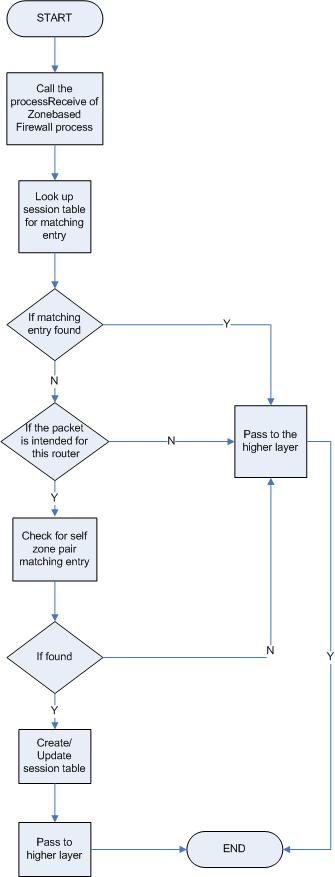 START
Call the
processReceive of
Zonebased
Firewall process
Look up
session table
for matching
entry
If matching
entry found
Y
N
If the packet
is intended for
this router
N
Pass to the
higher layer
Y
Check for self
zone pair
matching entry
If found
N
Y
Y
Create/
Update
session table
Pass to
higher layer
END